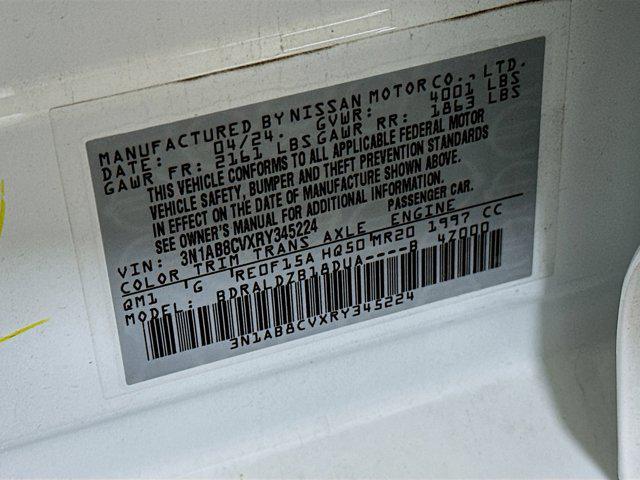 MANUFACTURED BY NISSAN MOTOR CO., LTD.
DATE: 04/24. GVWR: 4001 LBS
GAWR FR: 2161 LBS GAWR RR: 1863 LBS
THIS VEHICLE CONFORMS TO ALL APPLICABLE FEDERAL MOTOR
VEHICLE SAFETY, BUMPER AND THEFT PREVENTION STANDARDS
IN EFFECT ON THE DATE OF MANUFACTURE SHOWN ABOVE.
SEE OWNER'S MANUAL FOR ADDITIONAL INFORMATION.
VIN: 3N1AB8CVXRY345224 PASSENGER CAR.
COLOR TRIM TRANS AXLE ENGINE
QM1 G RE0F15A HQ50 MR20 1997 CC
MODEL: BDRALDZB18DUA----B 4Z000
3N1AB8CVXRY345224